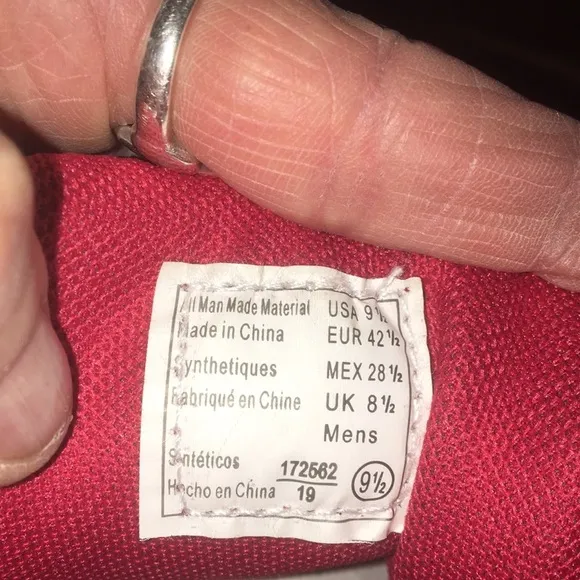 All Man Made Material USA 9½
Made in China EUR 42½
Synthetiques MEX 28½
Fabriqué en Chine UK 8½
Mens
Sintéticos 172562
Hecho en China 19 9½